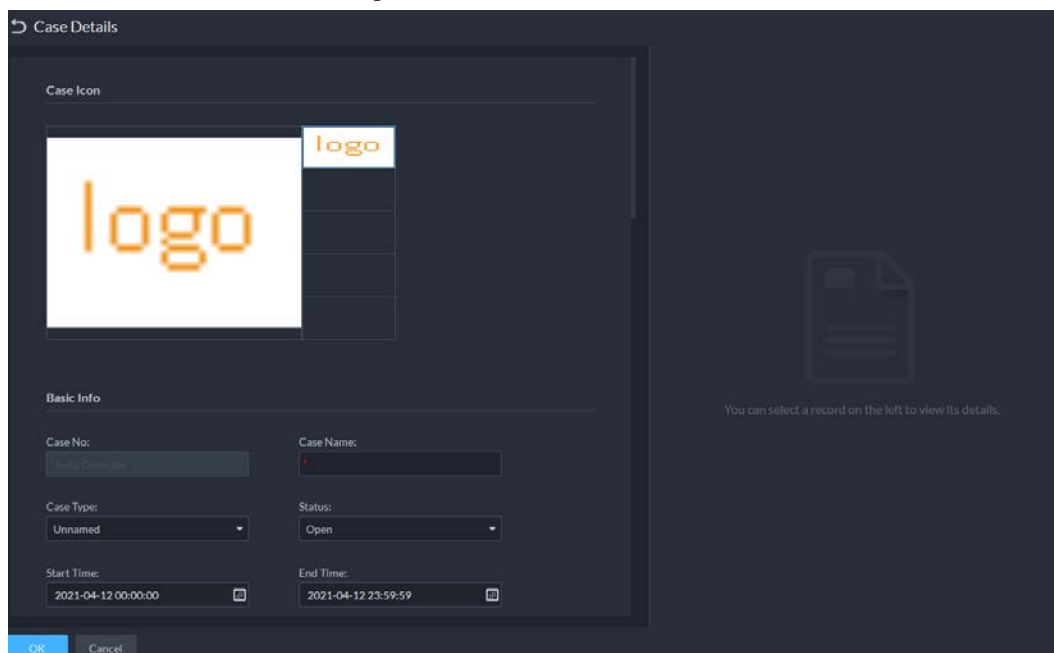 Case Details
Case Icon
logo
logo
Basic Info
Case No:
Case Name:
Auto Generate
*
Case Type:
Status:
Unnamed
Open
Start Time:
End Time:
2021-04-12 00:00:00
2021-04-12 23:59:59
You can select a record on the left to view its details.
OK
Cancel